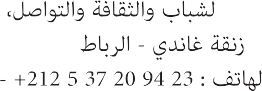 لشباب والثقافة والتواصل،
زنقة غاندي - الرباط
لهاتف : 23 94 20 37 5 212+ -